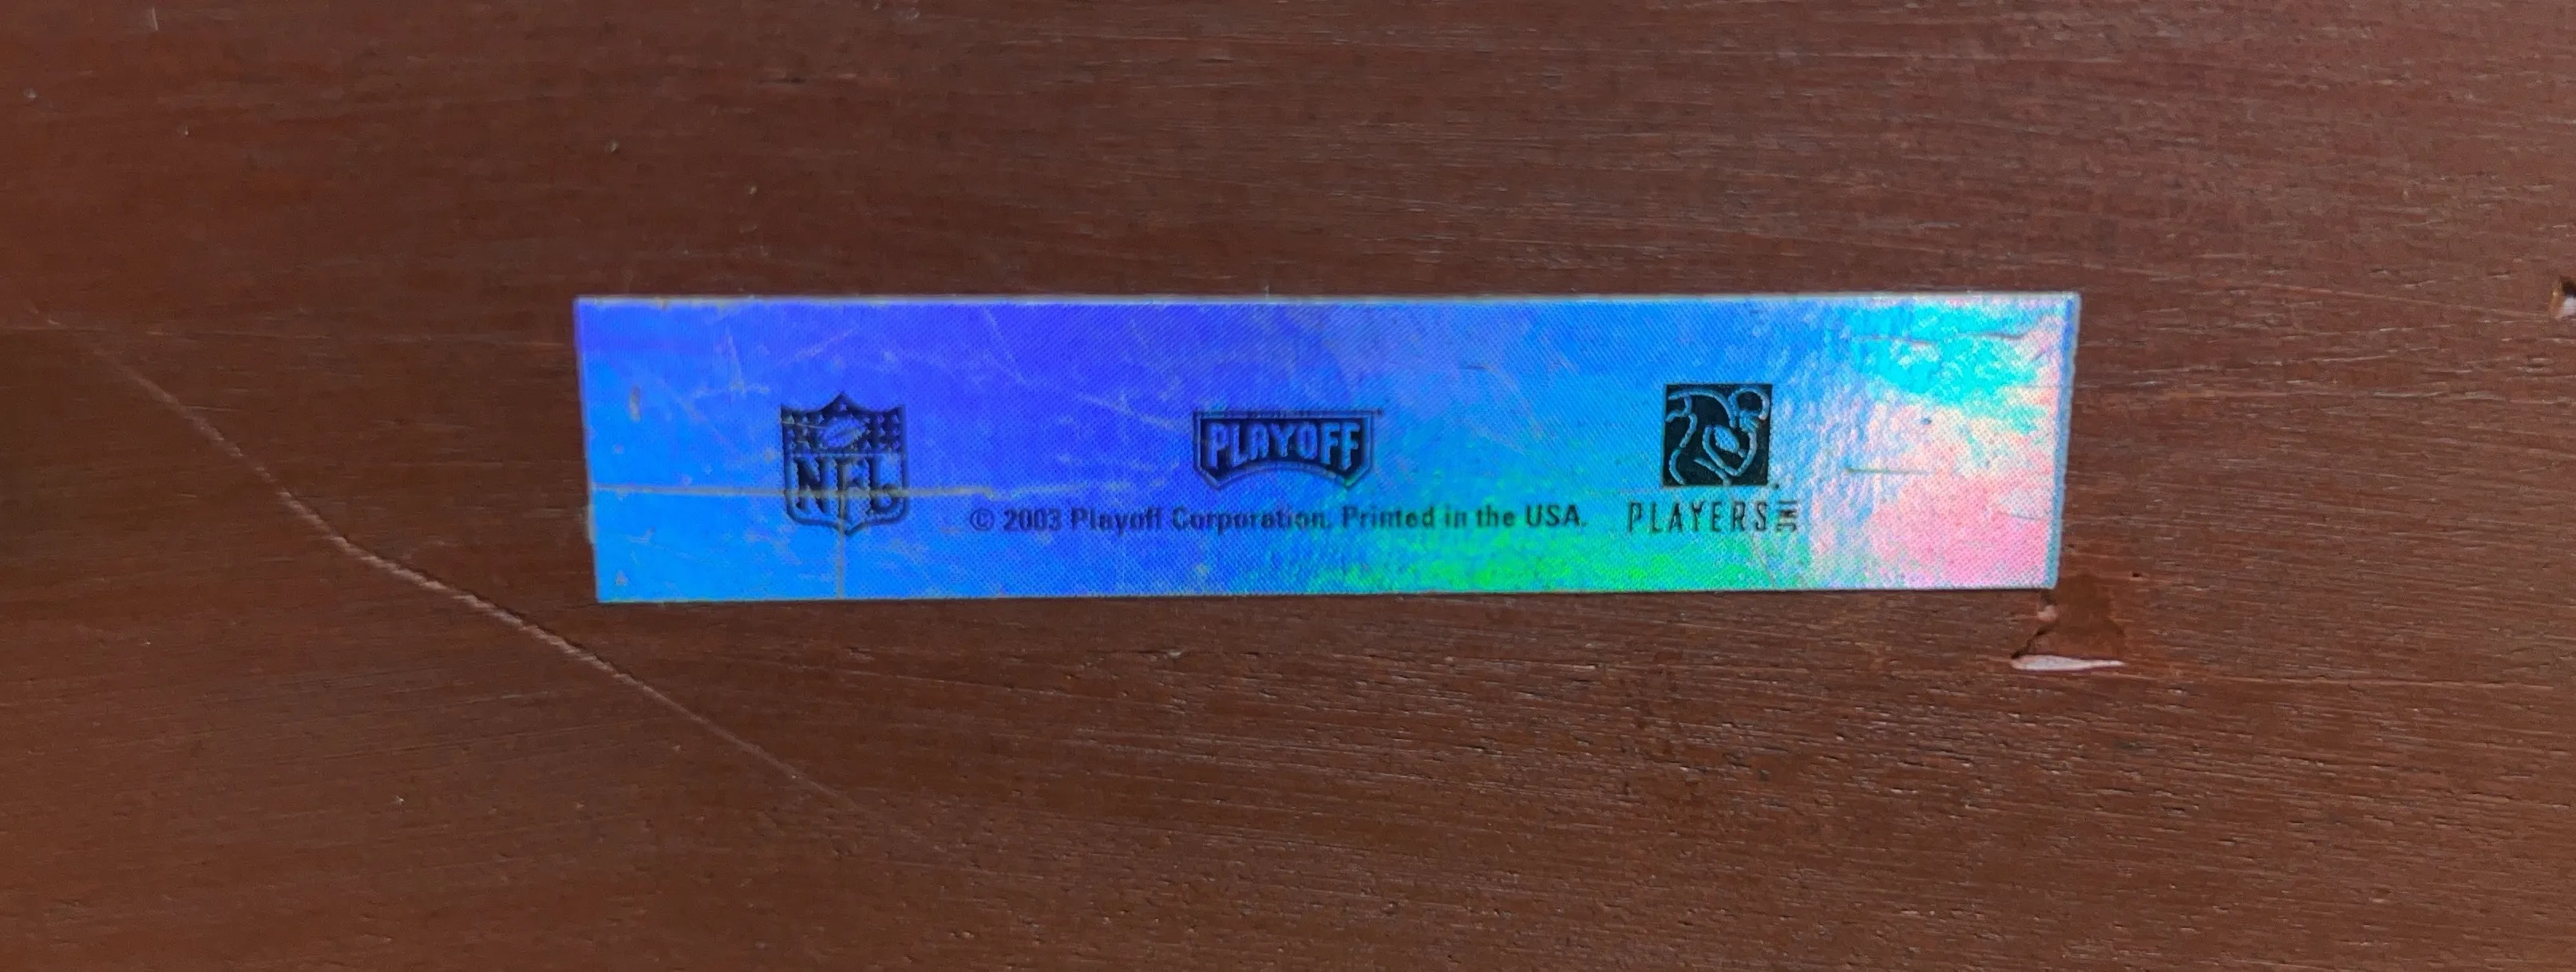 NFL
PLAYOFF
© 2003 Playoff Corporation. Printed in the USA.
PLAYERS INC